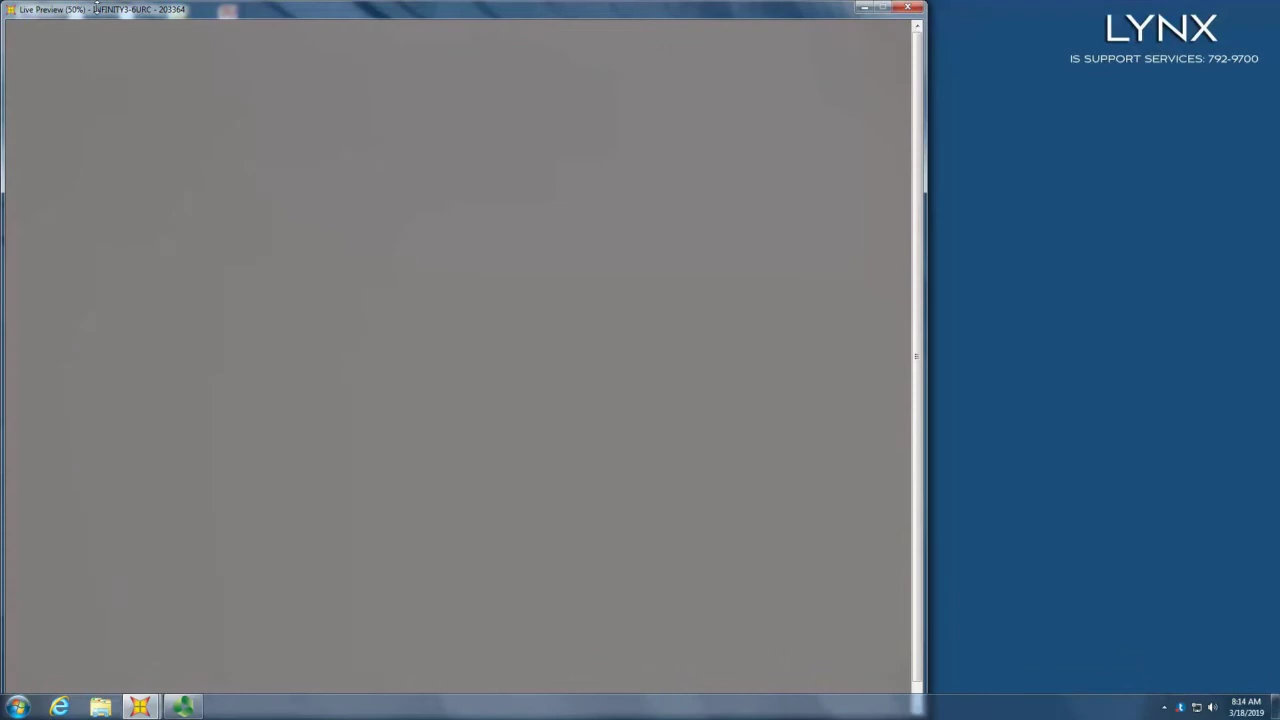 Live Preview (50%) - INFINITY3-6URC - 203364
LYNX
IS SUPPORT SERVICES: 792-9700
8:14 AM
3/18/2019